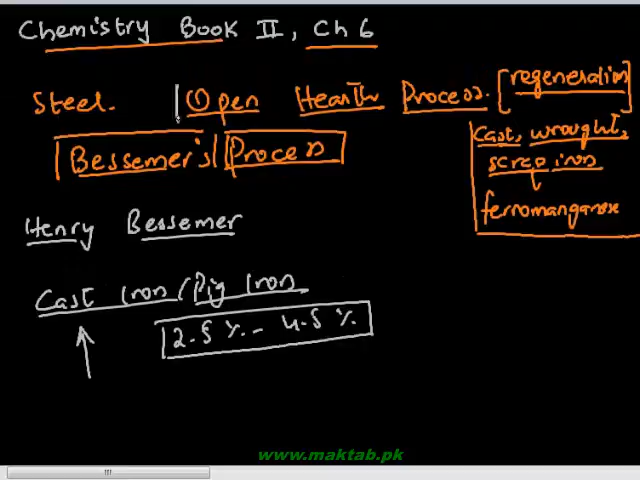 Chemistry Book II, Ch 6
Steel. Open Hearth Process. [regeneration]
Cast, wrought,
scrap iron
ferromanganese
Bessemer's Process
Henry Bessemer
Cast Iron/Pig Iron
2.5 %. - 4.5 %.
www.maktab.pk